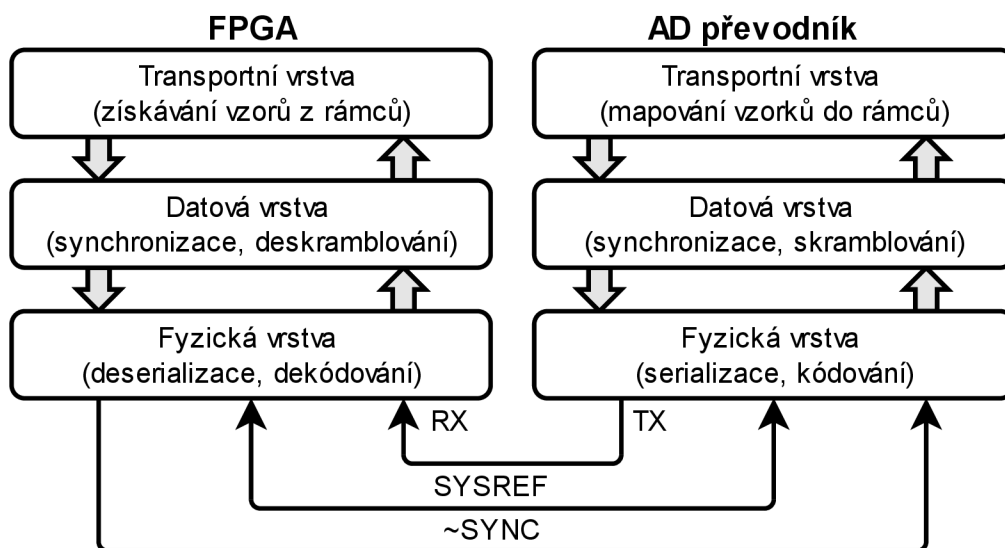 FPGA
Transportní vrstva
(získávání vzorů z rámců)
Datová vrstva
(synchronizace, deskramblování)
Fyzická vrstva
(deserializace, dekódování)
AD převodník
Transportní vrstva
(mapování vzorků do rámců)
Datová vrstva
(synchronizace, skramblování)
Fyzická vrstva
(serializace, kódování)
RX
TX
SYSREF
~SYNC